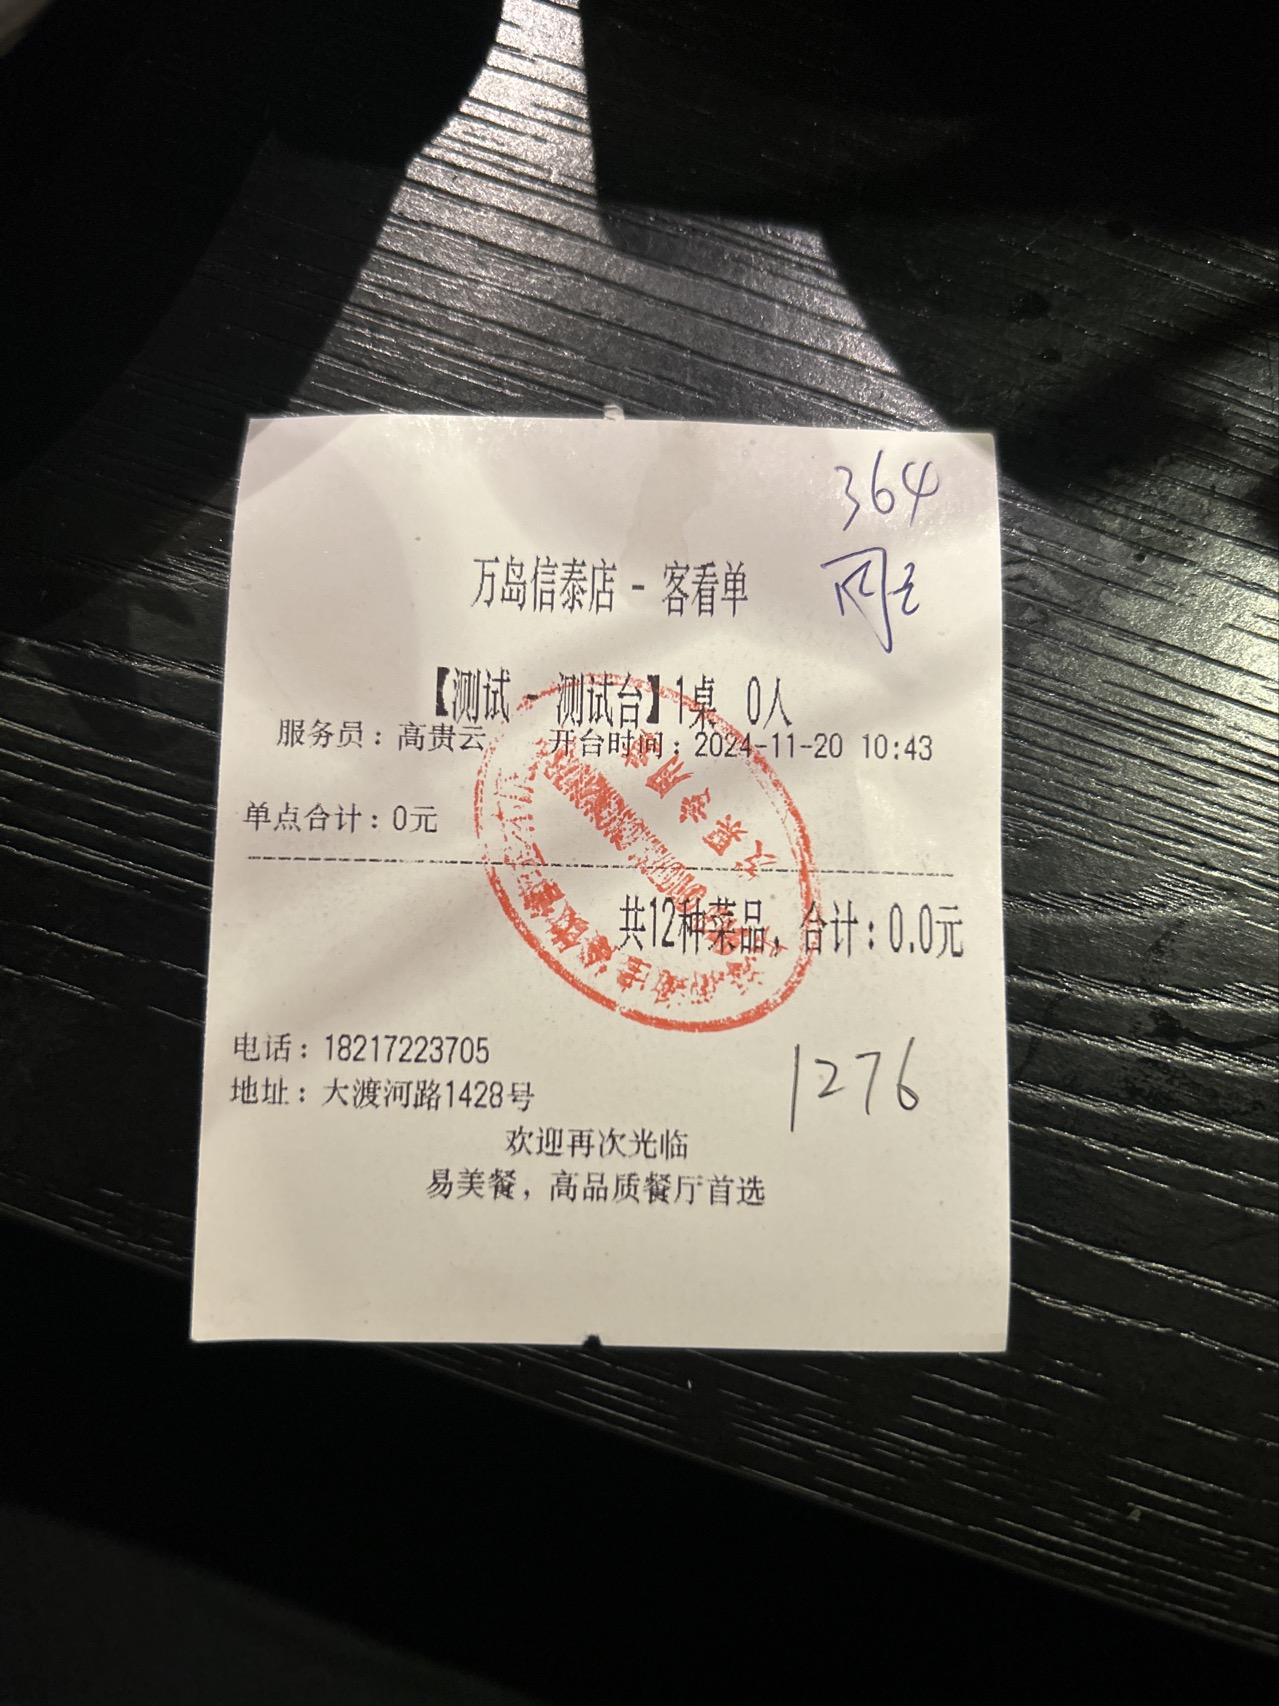 364
万岛信泰店 - 客看单
【测试 - 测试台】1桌 0人
服务员：高贵云 开台时间：2024-11-20 10:43
单点合计：0元
共12种菜品，合计：0.0元
电话：18217223705
1276
地址：大渡河路1428号
欢迎再次光临
易美餐，高品质餐厅首选